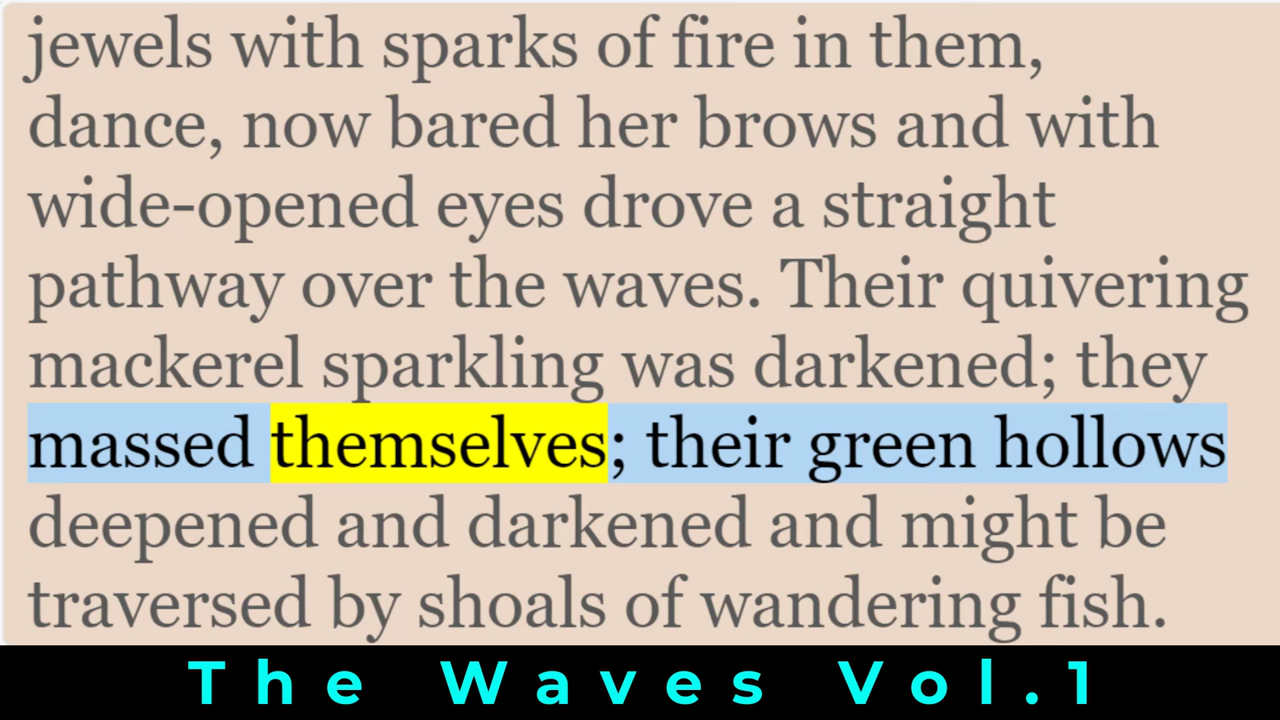 jewels with sparks of fire in them,
dance, now bared her brows and with
wide-opened eyes drove a straight
pathway over the waves. Their quivering
mackerel sparkling was darkened; they
massed themselves; their green hollows
deepened and darkened and might be
traversed by shoals of wandering fish.
The Waves Vol.1